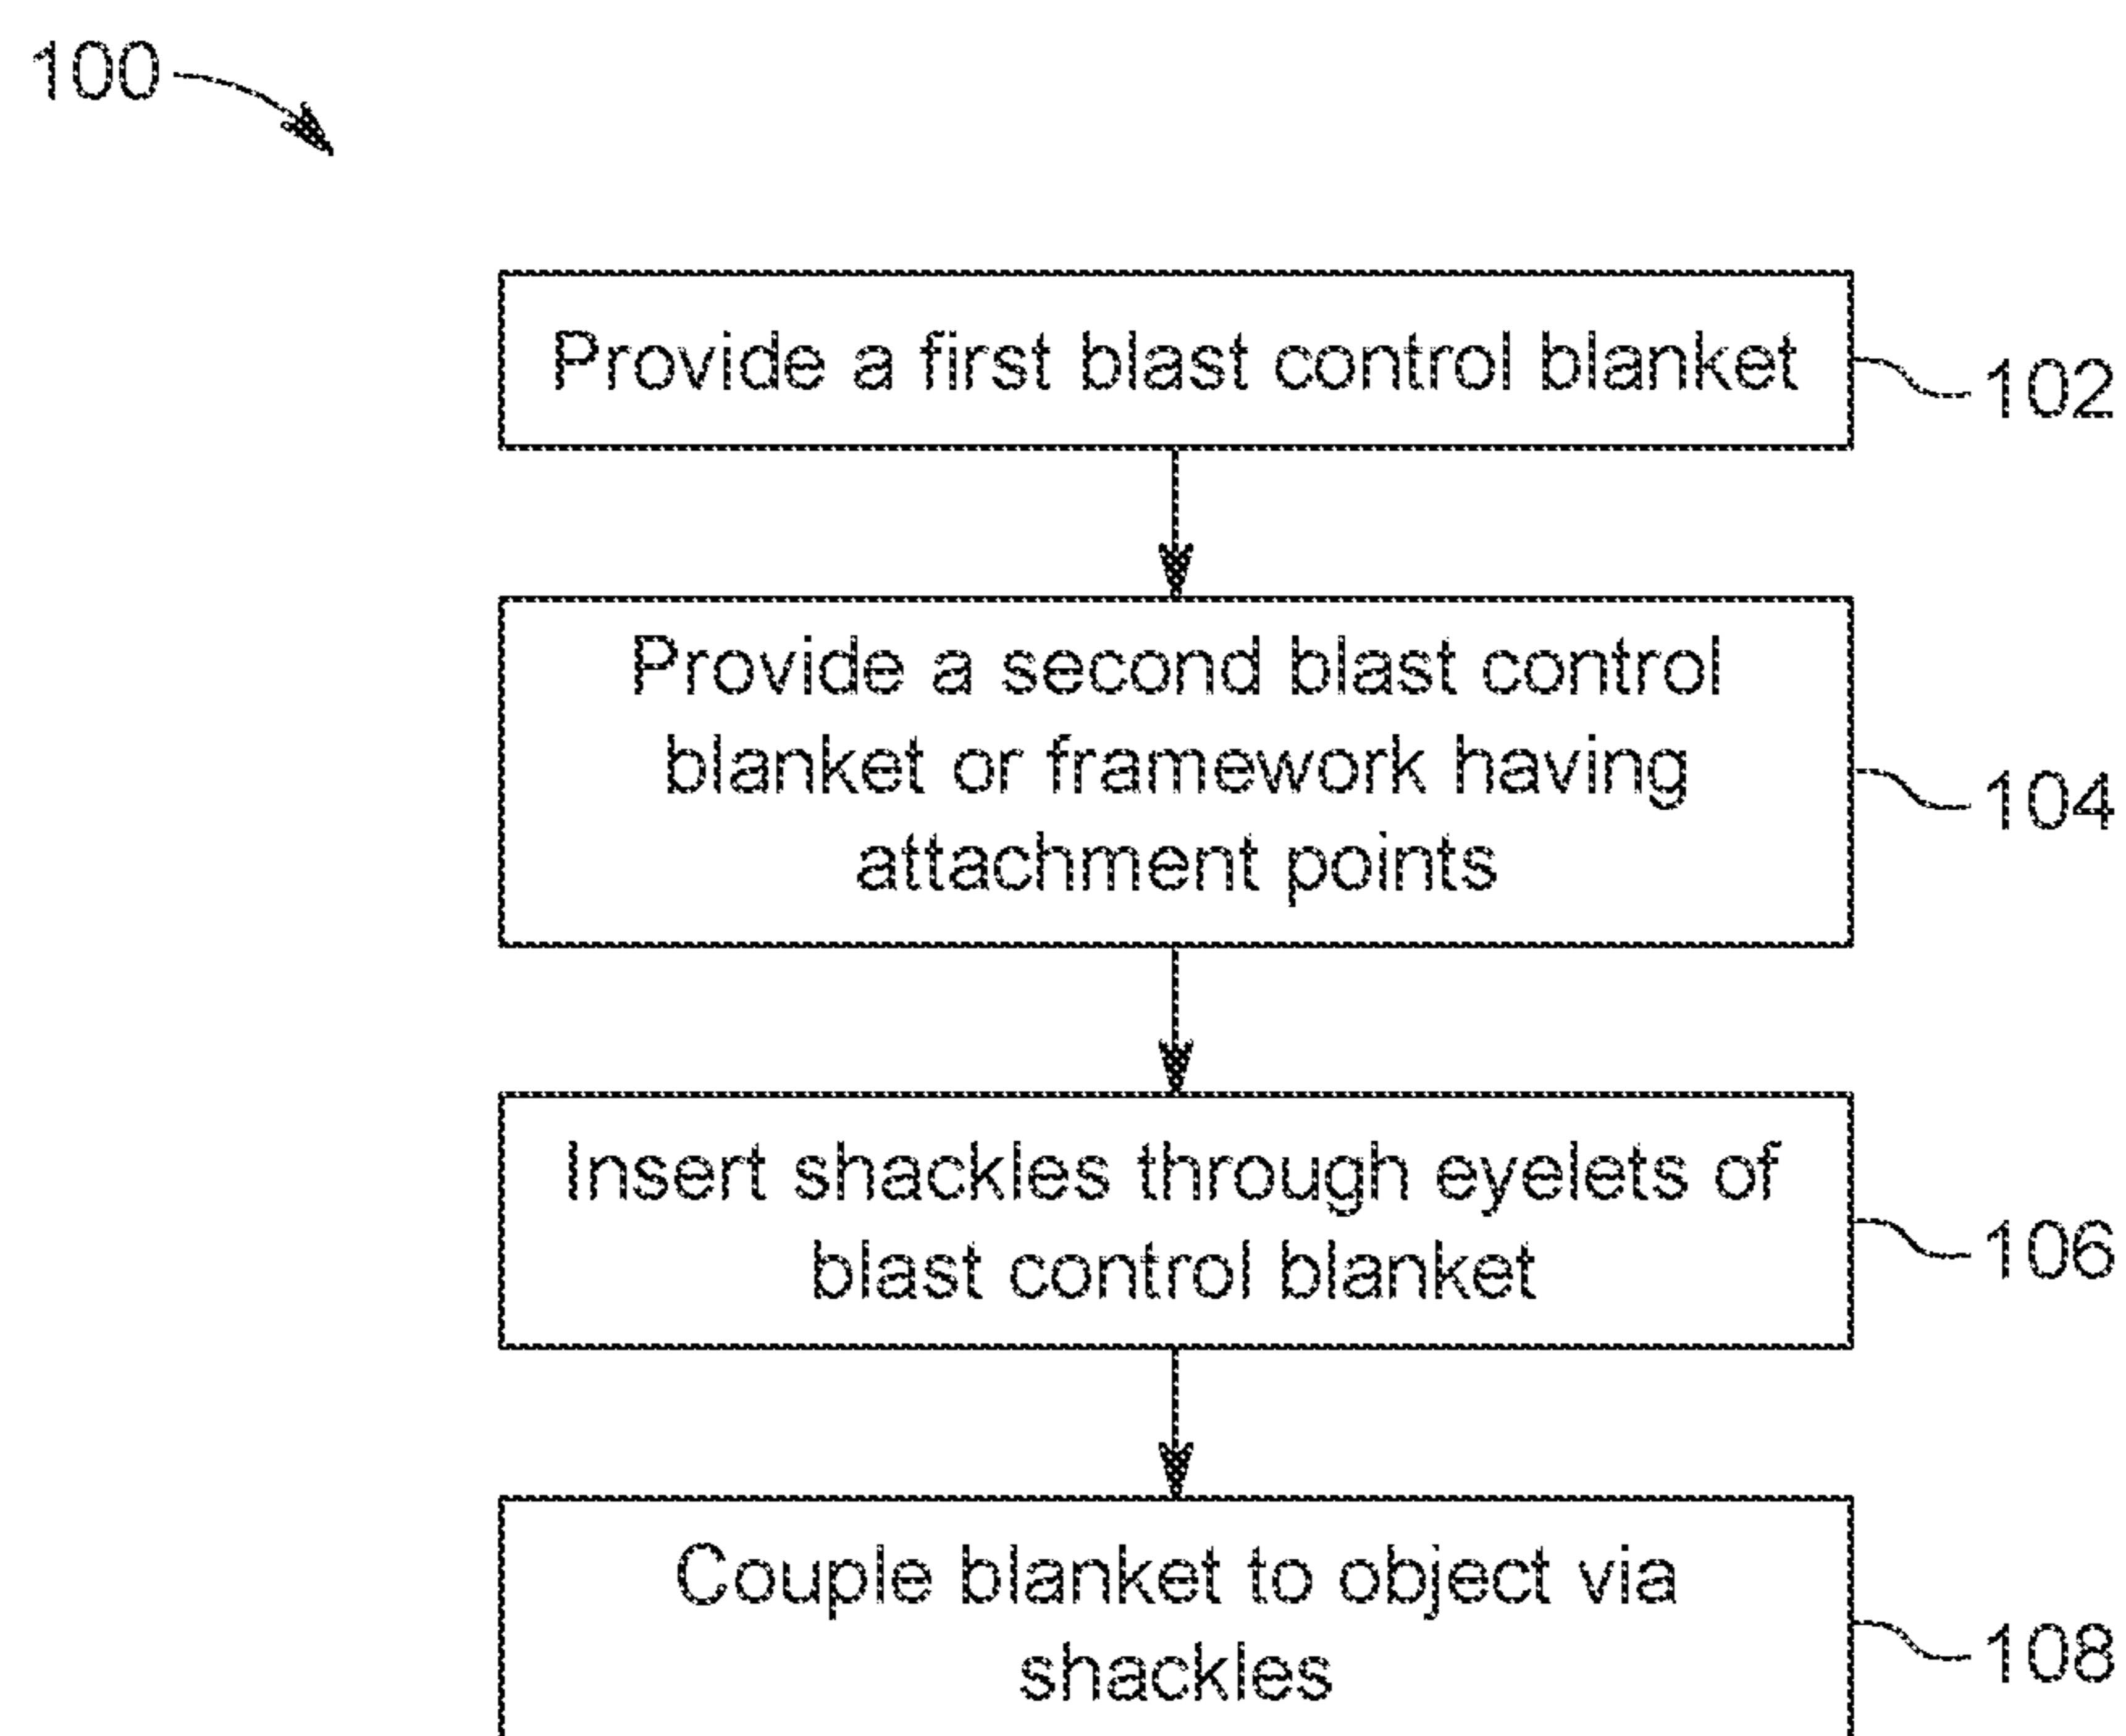 100
Provide a first blast control blanket
102
Provide a second blast control
blanket or framework having
attachment points
104
Insert shackles through eyelets of
blast control blanket
106
Couple blanket to object via
shackles
108